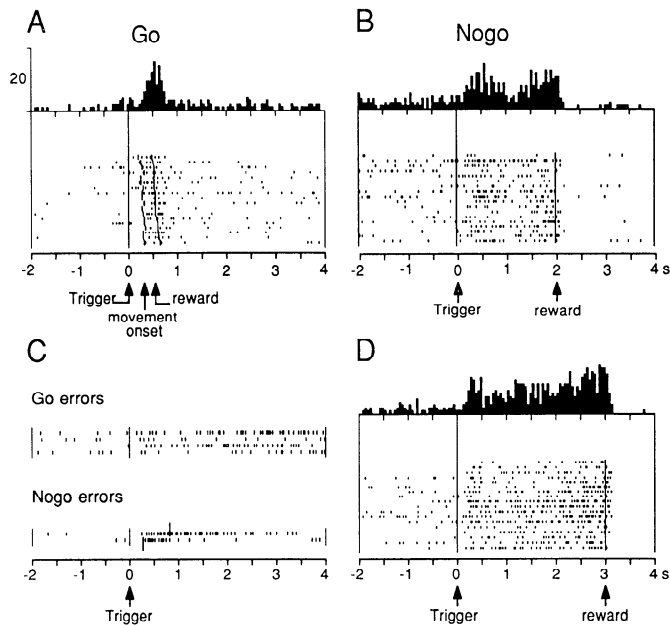 A
Go
20
-2 -1 0 1 2 3 4
Trigger
reward
movement
onset
B
Nogo
-2 -1 0 1 2 3 4 s
Trigger
reward
C
Go errors
Nogo errors
-2 -1 0 1 2 3 4
Trigger
D
-2 -1 0 1 2 3 4 s
Trigger
reward